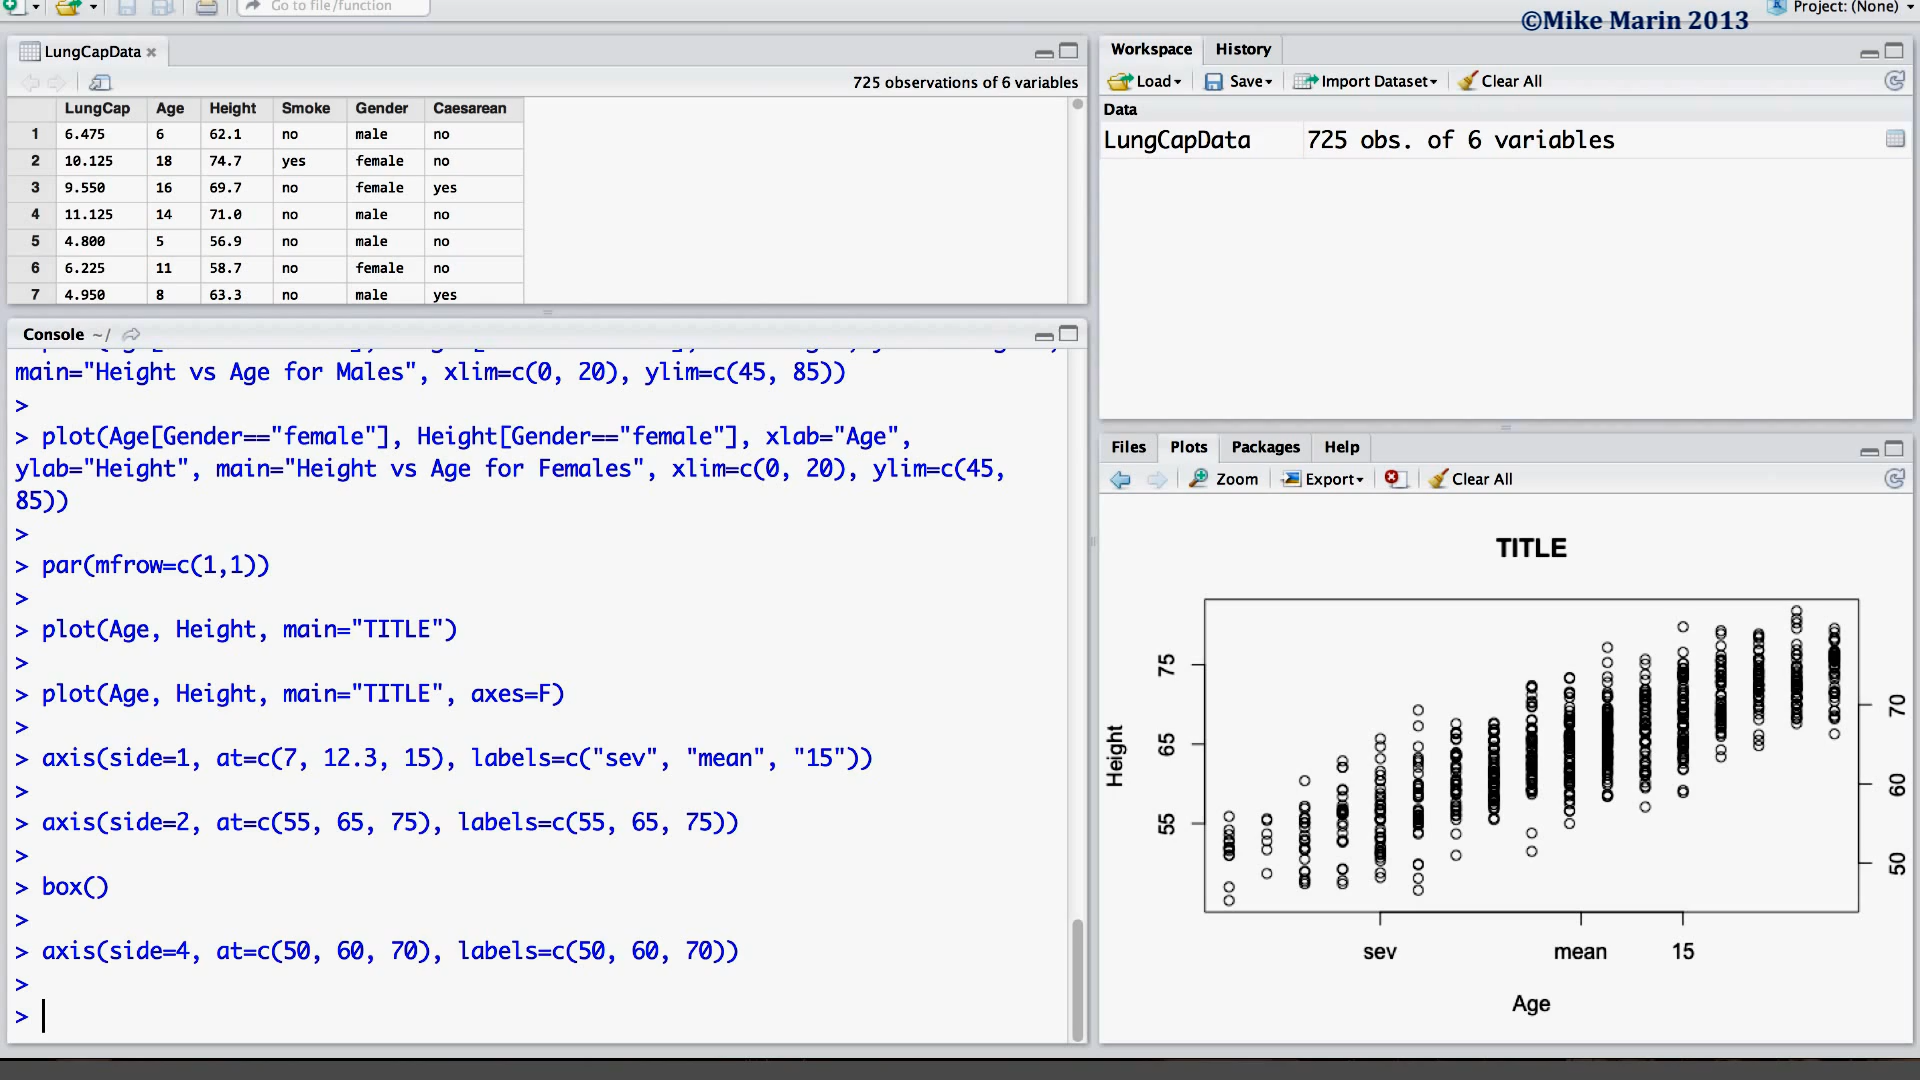 Go to file/function
©Mike Marin 2013
Project: (None)
LungCapData
725 observations of 6 variables
LungCap Age Height Smoke Gender Caesarean
1 6.475 6 62.1 no male no
2 10.125 18 74.7 yes female no
3 9.550 16 69.7 no female yes
4 11.125 14 71.0 no male no
5 4.800 5 56.9 no male no
6 6.225 11 58.7 no female no
7 4.950 8 63.3 no male yes
Console ~/
main="Height vs Age for Males", xlim=c(0, 20), ylim=c(45, 85))
>
> plot(Age[Gender=="female"], Height[Gender=="female"], xlab="Age",
ylab="Height", main="Height vs Age for Females", xlim=c(0, 20), ylim=c(45,
85))
>
> par(mfrow=c(1,1))
>
> plot(Age, Height, main="TITLE")
>
> plot(Age, Height, main="TITLE", axes=F)
>
> axis(side=1, at=c(7, 12.3, 15), labels=c("sev", "mean", "15"))
>
> axis(side=2, at=c(55, 65, 75), labels=c(55, 65, 75))
>
> box()
>
> axis(side=4, at=c(50, 60, 70), labels=c(50, 60, 70))
>
>
Workspace History
Load Save Import Dataset Clear All
Data
LungCapData 725 obs. of 6 variables
Files Plots Packages Help
Zoom Export Clear All
TITLE
Height
75
65
55
70
60
50
sev mean 15
Age